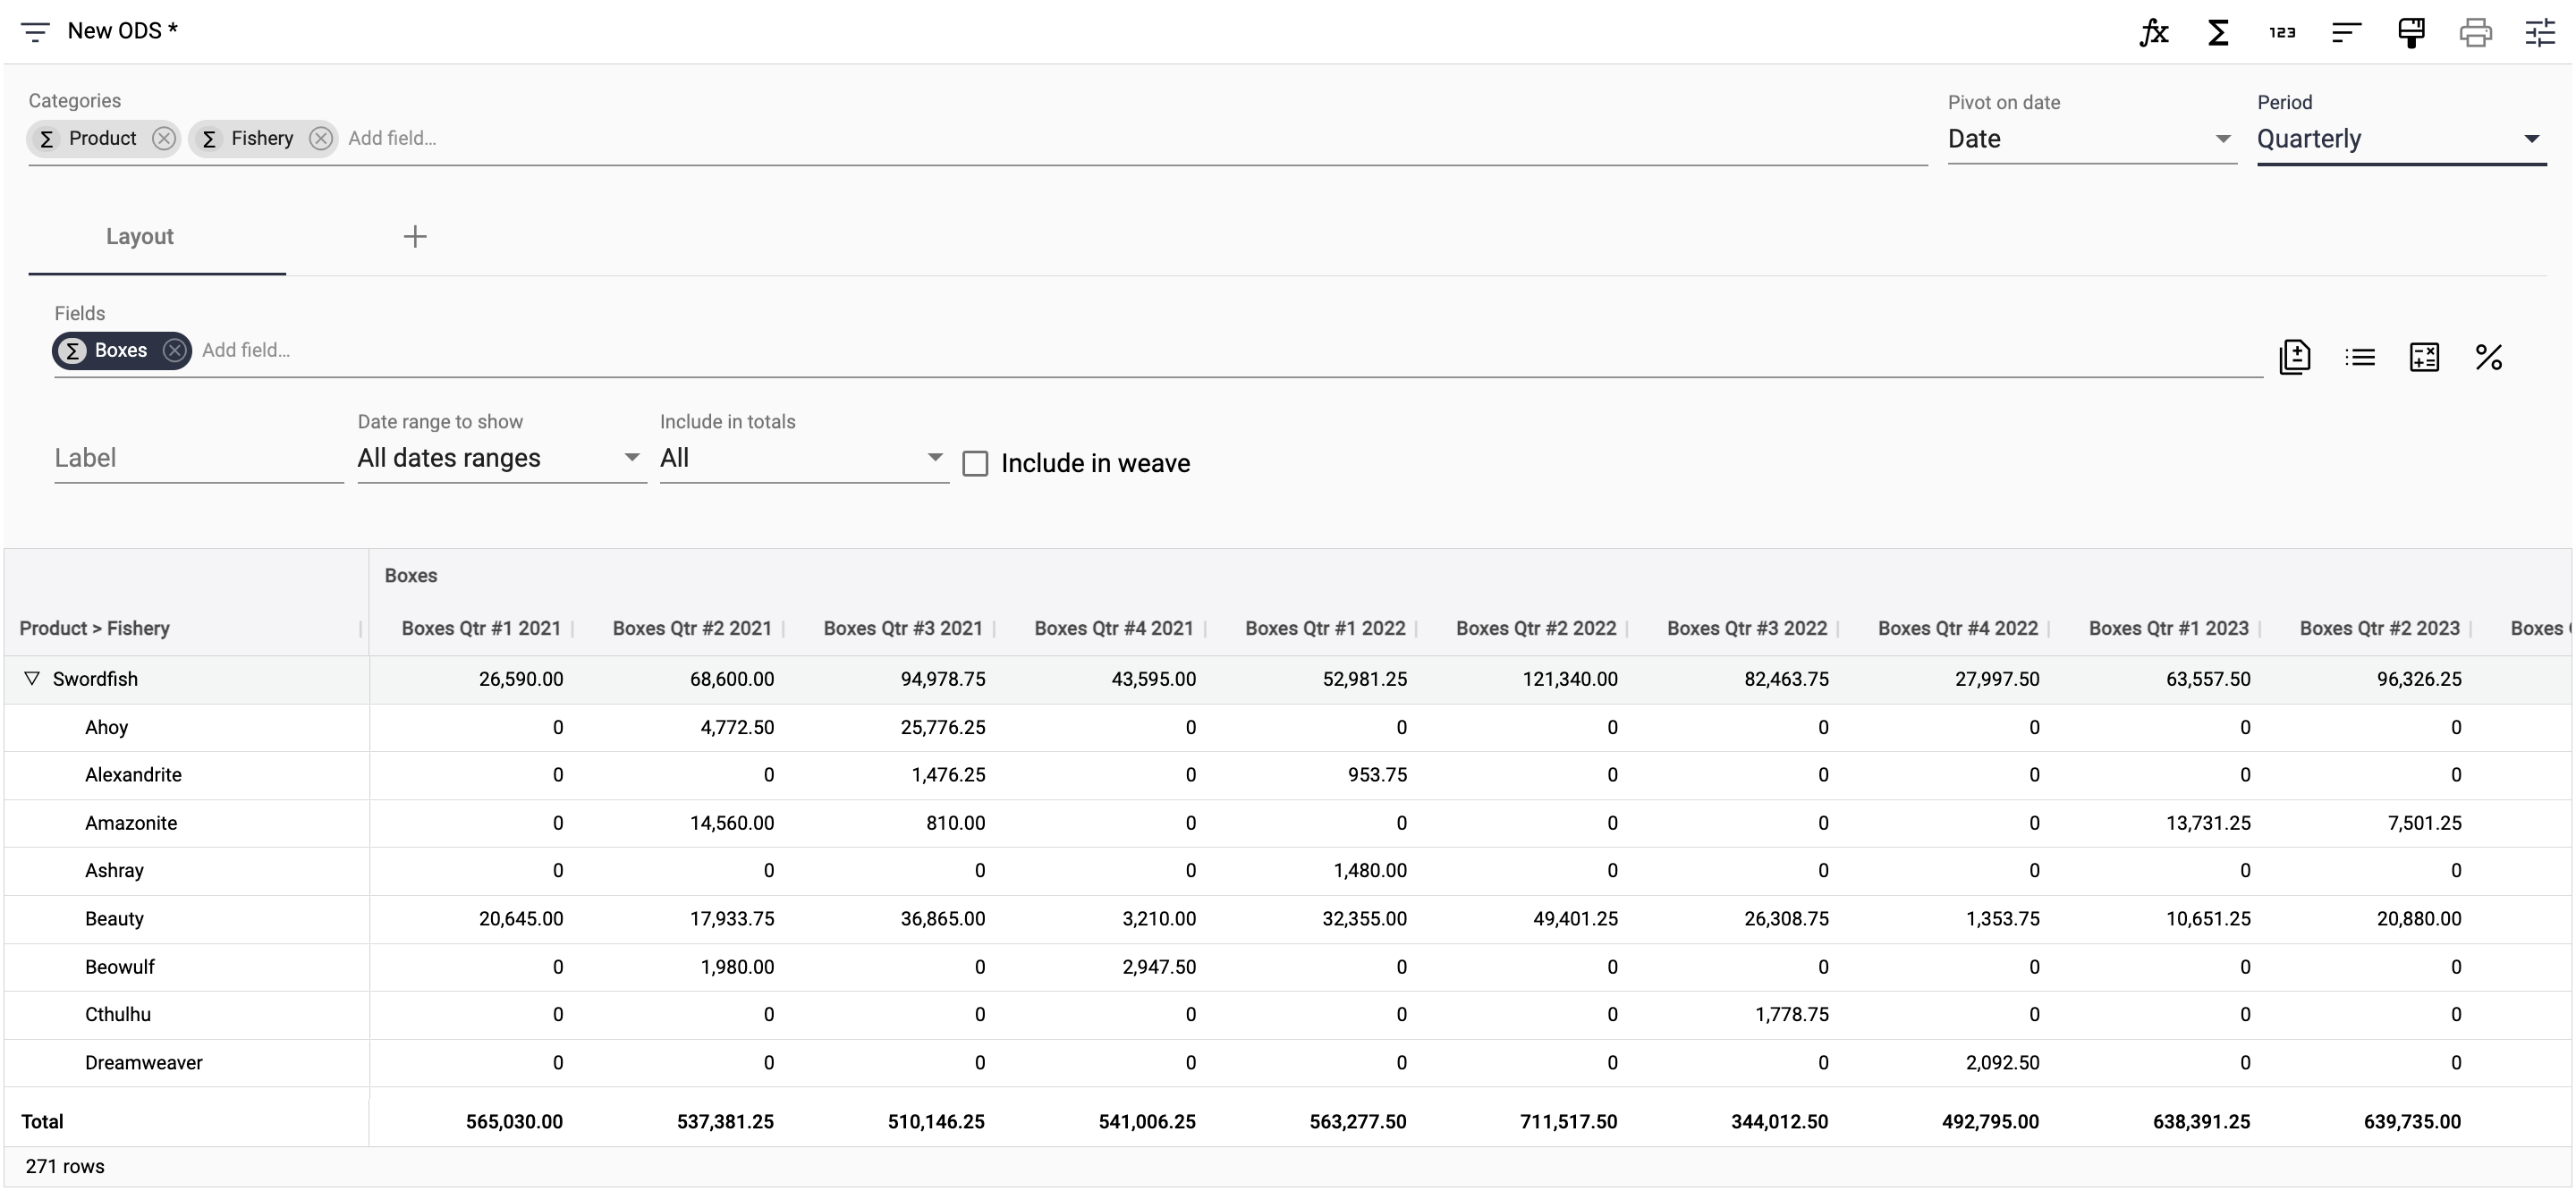 New ODS *
fx Σ 123
Categories
Pivot on date
Period
Σ Product Σ Fishery Add field...
Date
Quarterly
Layout +
Fields
Σ Boxes Add field...
Date range to show
Include in totals
Label
All dates ranges
All
Include in weave
Boxes
Product > Fishery Boxes Qtr #1 2021 Boxes Qtr #2 2021 Boxes Qtr #3 2021 Boxes Qtr #4 2021 Boxes Qtr #1 2022 Boxes Qtr #2 2022 Boxes Qtr #3 2022 Boxes Qtr #4 2022 Boxes Qtr #1 2023 Boxes Qtr #2 2023 Boxes
Swordfish 26,590.00 68,600.00 94,978.75 43,595.00 52,981.25 121,340.00 82,463.75 27,997.50 63,557.50 96,326.25
Ahoy 0 4,772.50 25,776.25 0 0 0 0 0 0 0
Alexandrite 0 0 1,476.25 0 953.75 0 0 0 0 0
Amazonite 0 14,560.00 810.00 0 0 0 0 0 13,731.25 7,501.25
Ashray 0 0 0 0 1,480.00 0 0 0 0 0
Beauty 20,645.00 17,933.75 36,865.00 3,210.00 32,355.00 49,401.25 26,308.75 1,353.75 10,651.25 20,880.00
Beowulf 0 1,980.00 0 2,947.50 0 0 0 0 0 0
Cthulhu 0 0 0 0 0 0 1,778.75 0 0 0
Dreamweaver 0 0 0 0 0 0 0 2,092.50 0 0
Total 565,030.00 537,381.25 510,146.25 541,006.25 563,277.50 711,517.50 344,012.50 492,795.00 638,391.25 639,735.00
271 rows